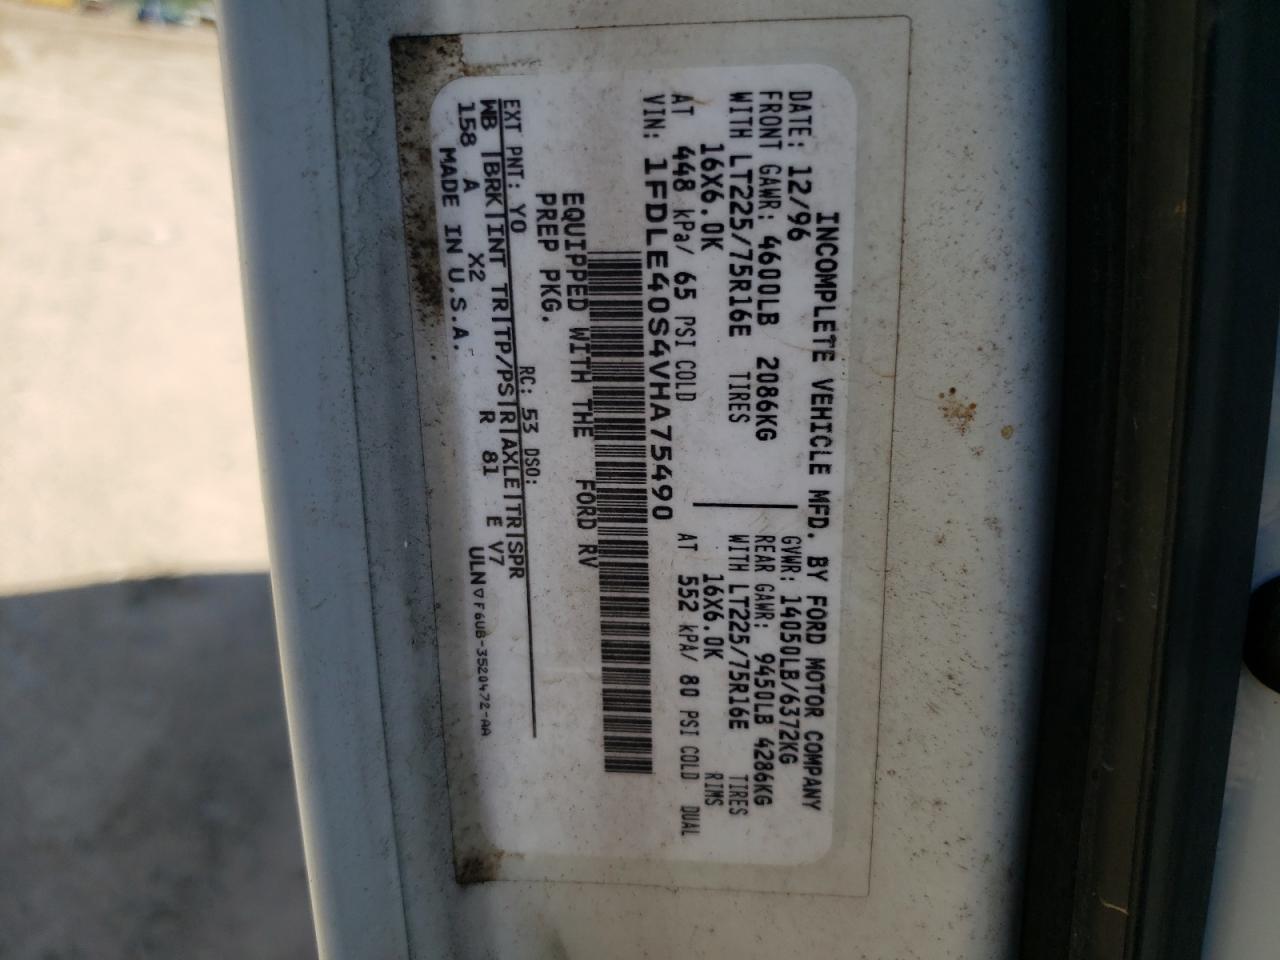 INCOMPLETE VEHICLE MFD. BY FORD MOTOR COMPANY
DATE: 12/96 GVWR: 14050LB/6372KG
FRONT GAWR: 4600LB 2086KG REAR GAWR: 9450LB 4286KG
WITH LT225/75R16E TIRES WITH LT225/75R16E TIRES
16X6.0K 16X6.0K RIMS
AT 448 kPa/ 65 PSI COLD AT 552 kPA/ 80 PSI COLD DUAL
VIN: 1FDLE40S4VHA75490
EQUIPPED WITH THE FORD RV
PREP PKG.
EXT PNT: YO RC: 53 DSO:
WB |BRK|INT TR|TP/PS|R|AXLE|TR|SPR
158 A X2 R 81 E V7
MADE IN U.S.A. ULN▽F6UB-3520472-AA